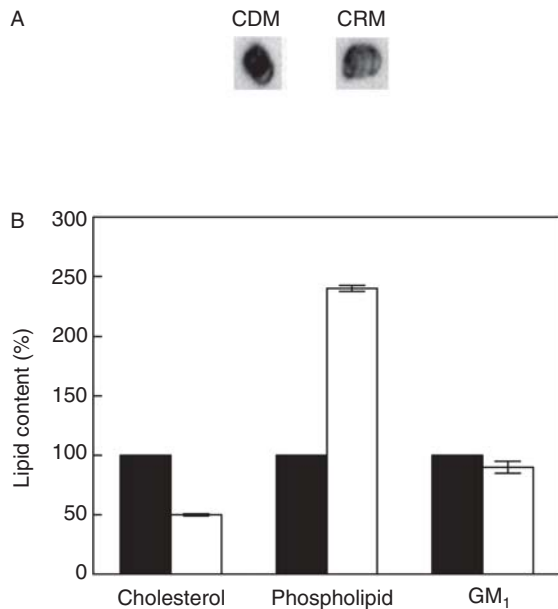 A
CDM CRM
B
300
250
200
150
100
50
0
Lipid content (%)
Cholesterol Phospholipid GM₁